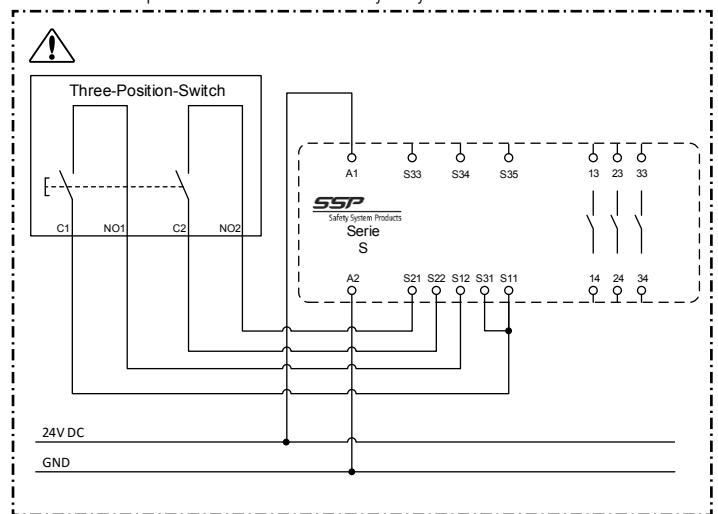 Three-Position-Switch
C1 NO1 C2 NO2
A1 S33 S34 S35 13 23 33
SSP
Safety System Products
Serie
S
A2 S21 S22 S12 S31 S11 14 24 34
24V DC
GND